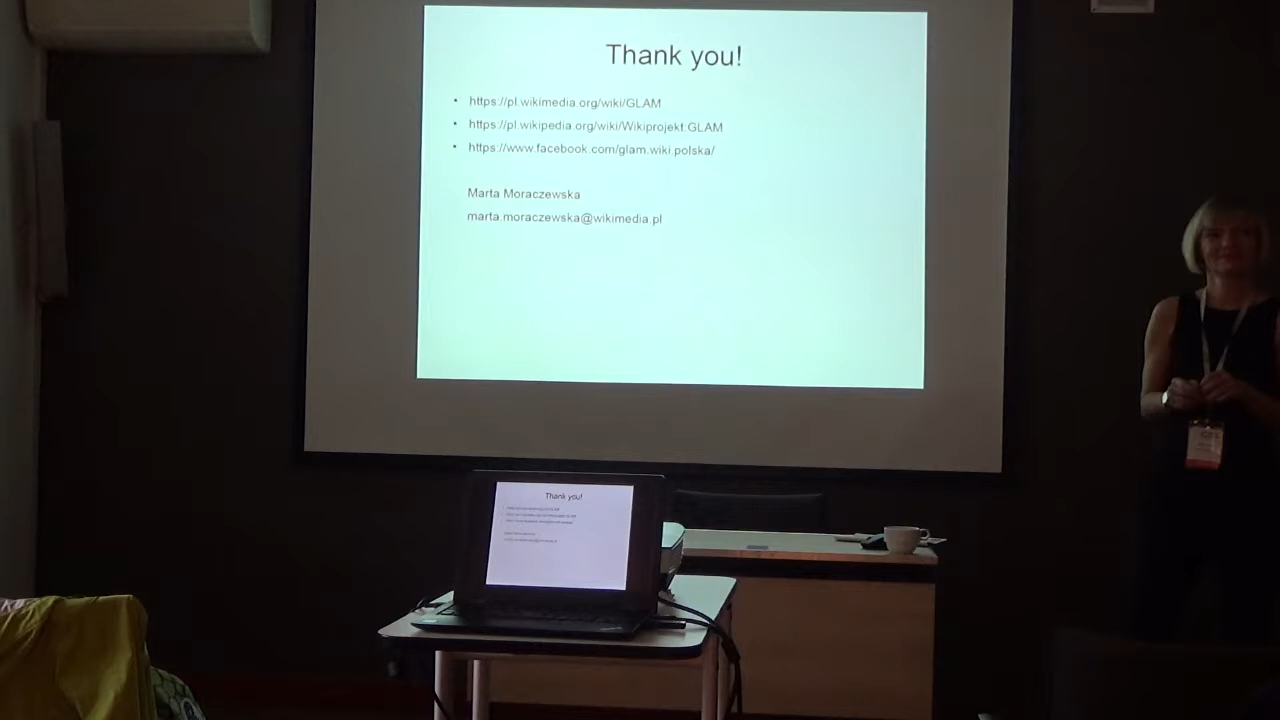 Thank you!
• https://pl.wikimedia.org/wiki/GLAM
• https://pl.wikipedia.org/wiki/Wikiprojekt:GLAM
• https://www.facebook.com/glam.wiki.polska/
Marta Moraczewska
marta.moraczewska@wikimedia.pl
Thank you!